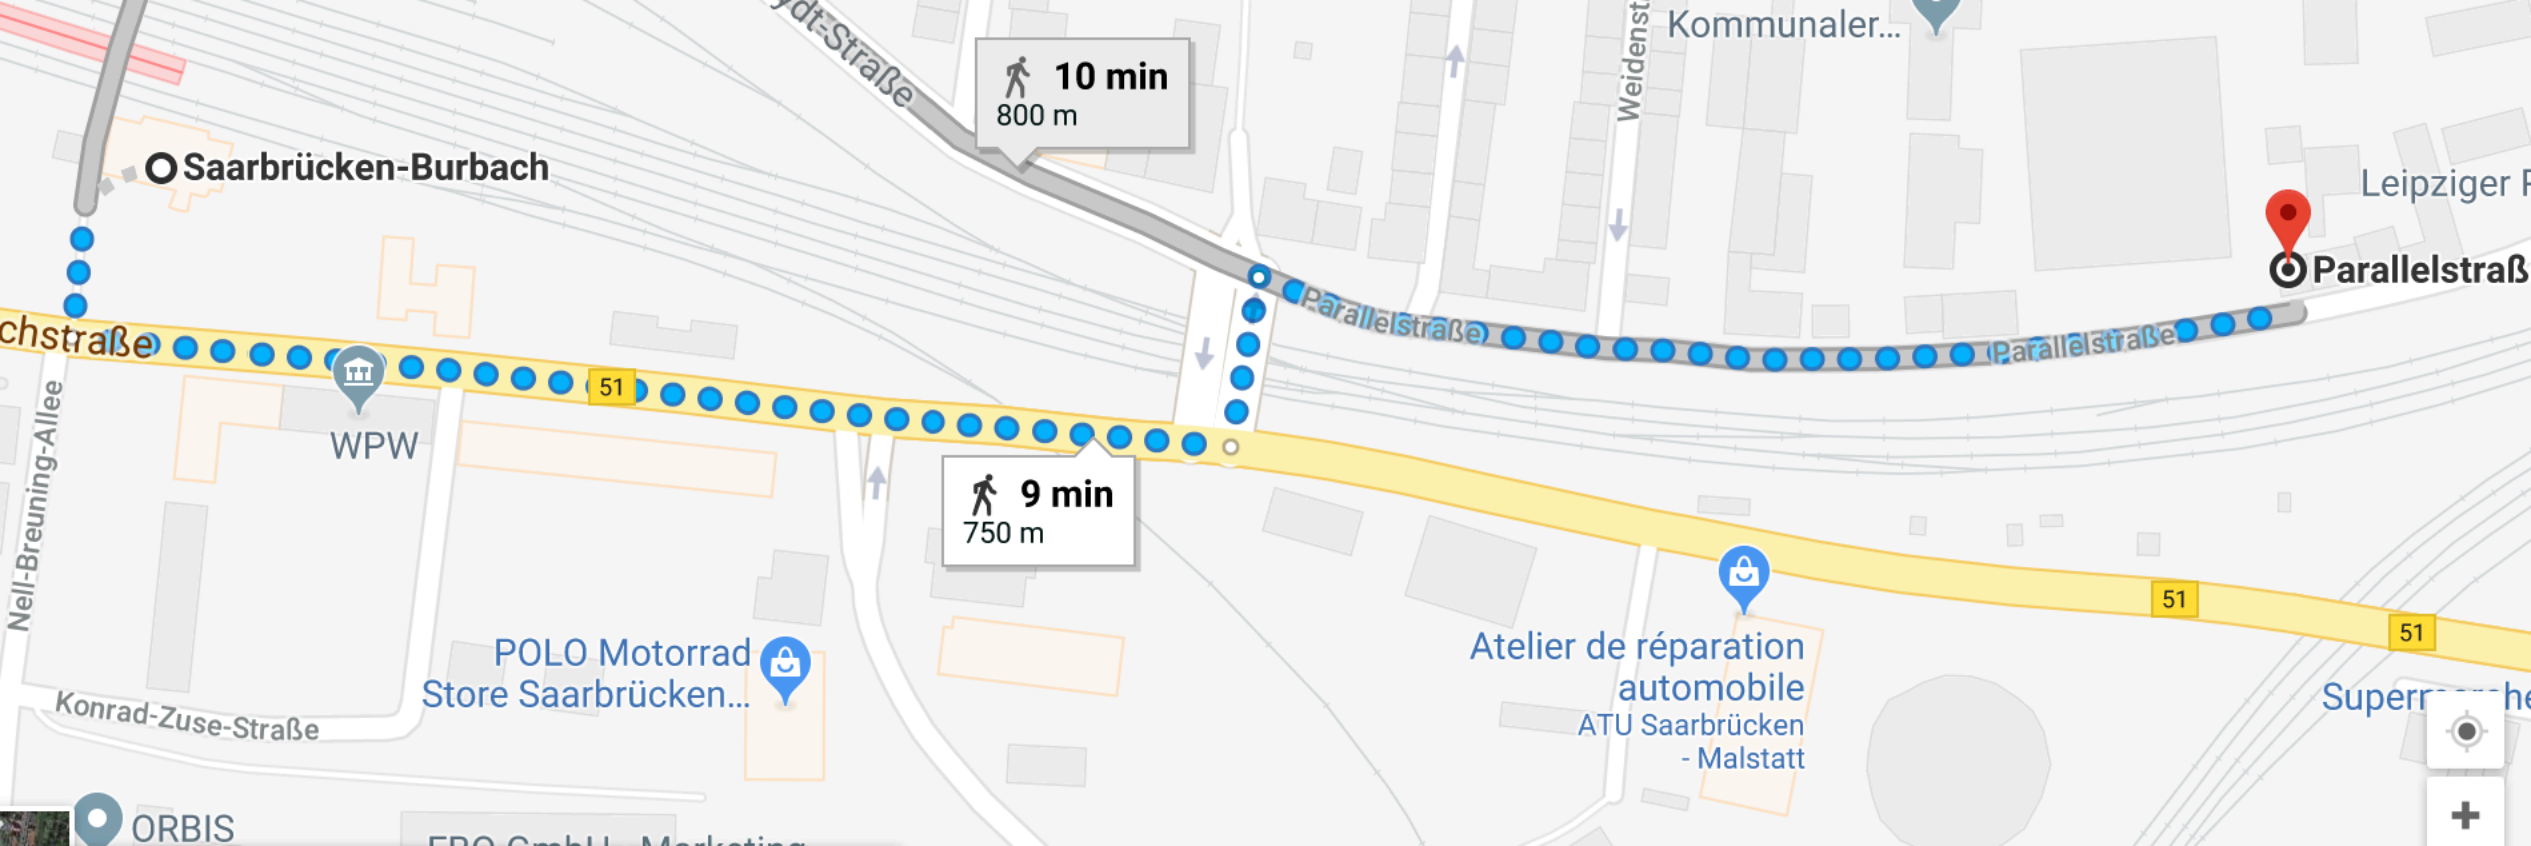 ydt-Straße
10 min
800 m
Weidenst
Kommunaler...
Saarbrücken-Burbach
Leipziger
Parallelstraß
Parallelstraße
Parallelstraße
chstraße
51
WPW
Nell-Breuning-Allee
9 min
750 m
51
51
POLO Motorrad
Store Saarbrücken...
Atelier de réparation
automobile
ATU Saarbrücken
- Malstatt
Konrad-Zuse-Straße
ORBIS